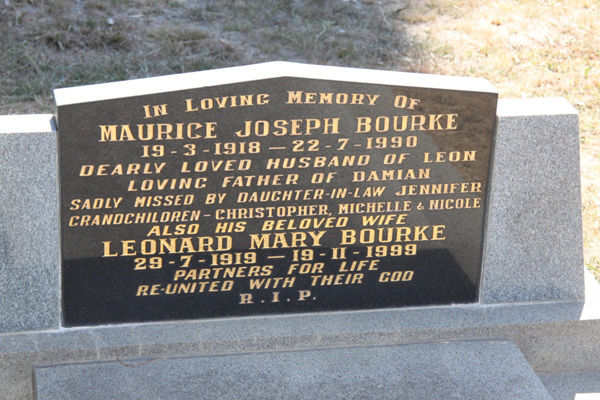 In Loving Memory Of
MAURICE JOSEPH BOURKE
19-3-1918 - 22-7-1990
DEARLY LOVED HUSBAND OF LEON
LOVING FATHER OF DAMIAN
SADLY MISSED BY DAUGHTER-IN-LAW JENNIFER
GRANDCHILDREN - CHRISTOPHER, MICHELLE & NICOLE
ALSO HIS BELOVED WIFE
LEONARD MARY BOURKE
29-7-1919 - 19-11-1999
PARTNERS FOR LIFE
RE-UNITED WITH THEIR GOD
R.I.P.